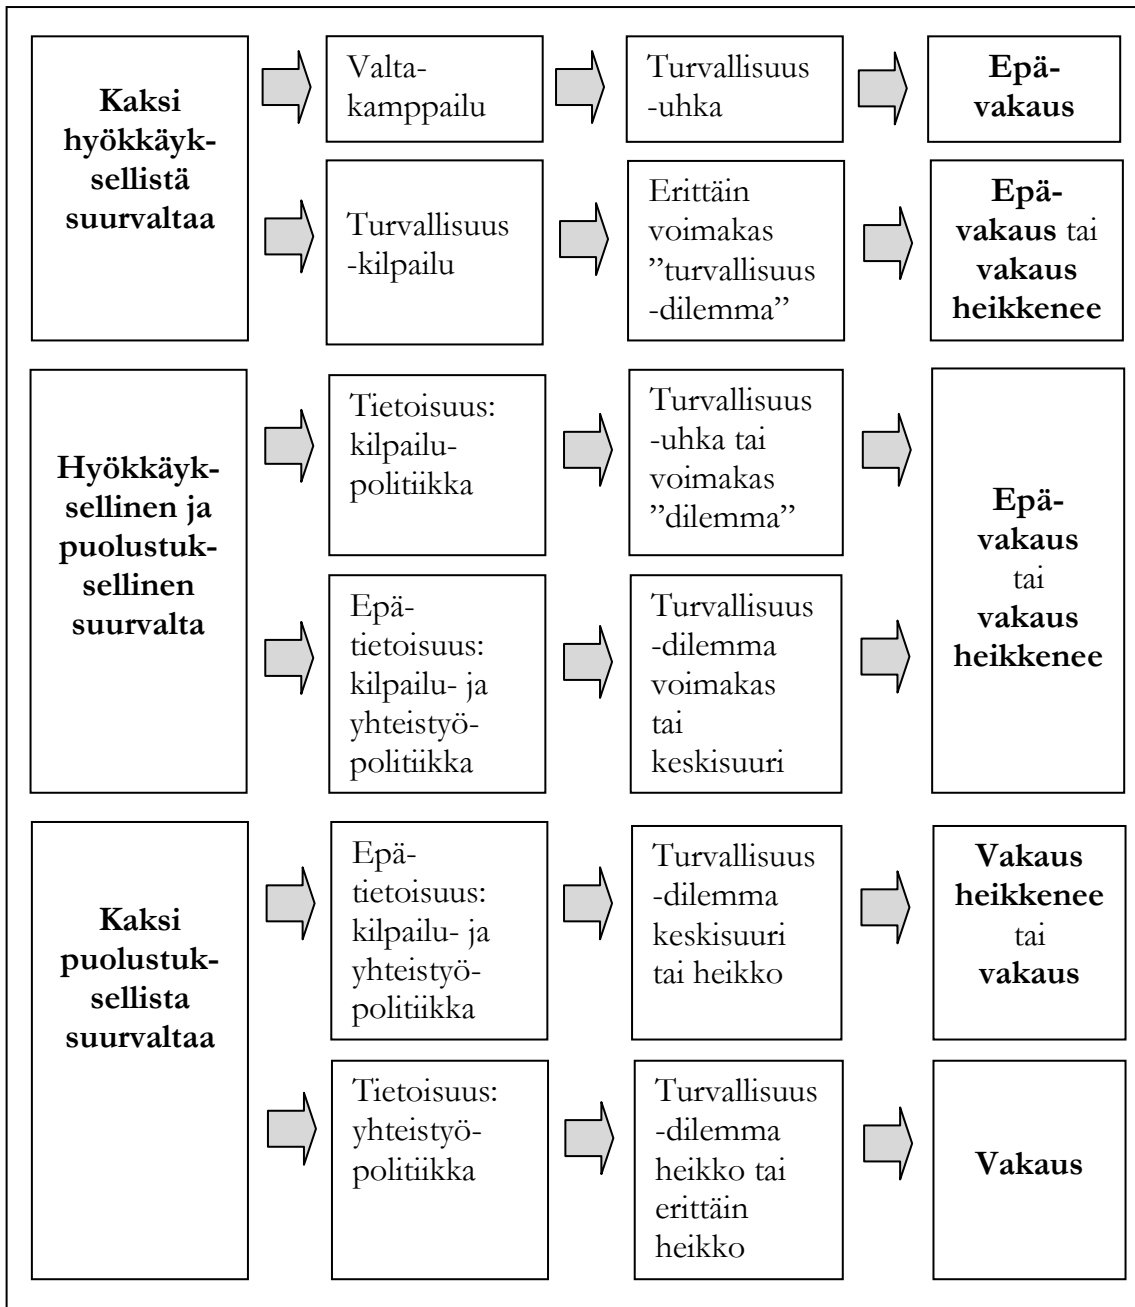 Kaksi
hyökkäyk-
sellistä
suurvaltaa
Valta-
kamppailu
Turvallisuus
-uhka
Epä-
vakaus
Turvallisuus
-kilpailu
Erittäin
voimakas
”turvallisuus
-dilemma”
Epä-
vakaus tai
vakaus
heikkenee
Hyökkäyk-
sellinen ja
puolustuk-
sellinen
suurvalta
Tietoisuus:
kilpailu-
politiikka
Turvallisuus
-uhka tai
voimakas
”dilemma”
Epä-
tietoisuus:
kilpailu- ja
yhteistyö-
politiikka
Turvallisuus
-dilemma
voimakas
tai
keskisuuri
Epä-
vakaus
tai
vakaus
heikkenee
Kaksi
puolustuk-
sellista
suurvaltaa
Epä-
tietoisuus:
kilpailu- ja
yhteistyö-
politiikka
Turvallisuus
-dilemma
keskisuuri
tai heikko
Vakaus
heikkenee
tai
vakaus
Tietoisuus:
yhteistyö-
politiikka
Turvallisuus
-dilemma
heikko tai
erittäin
heikko
Vakaus